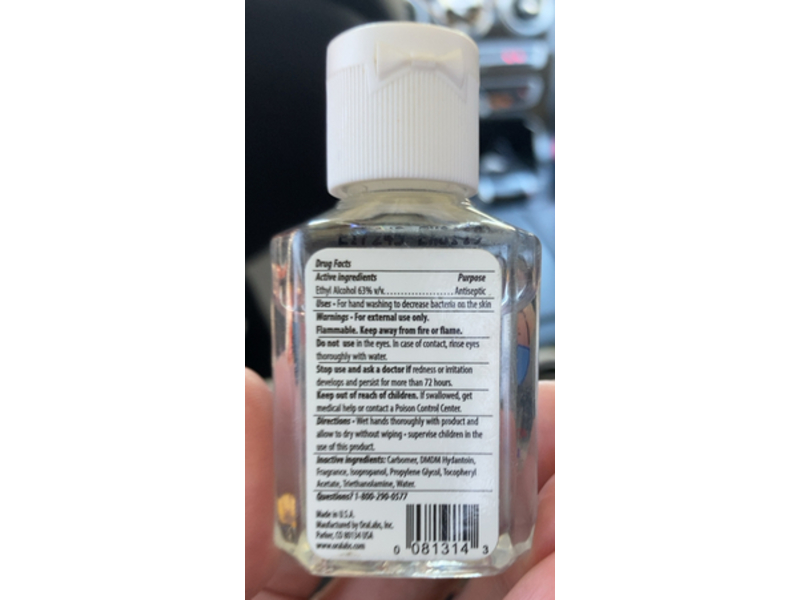 Drug Facts
Active ingredients Purpose
Ethyl Alcohol 63% v/v.......................Antiseptic
Uses - For hand washing to decrease bacteria on the skin
Warnings - For external use only.
Flammable. Keep away from fire or flame.
Do not use in the eyes. In case of contact, rinse eyes
thoroughly with water.
Stop use and ask a doctor if redness or irritation
develops and persist for more than 72 hours.
Keep out of reach of children. If swallowed, get
medical help or contact a Poison Control Center.
Directions - Wet hands thoroughly with product and
allow to dry without wiping - supervise children in the
use of this product.
Inactive ingredients: Carbomer, DMDM Hydantoin,
Fragrance, Isopropanol, Propylene Glycol, Tocopheryl
Acetate, Triethanolamine, Water.
Questions? 1-800-290-0577
Made in U.S.A.
Manfactured by OraLabs, Inc.
Parker, CO 80134 USA
www.oralabs.com
0 081314 3